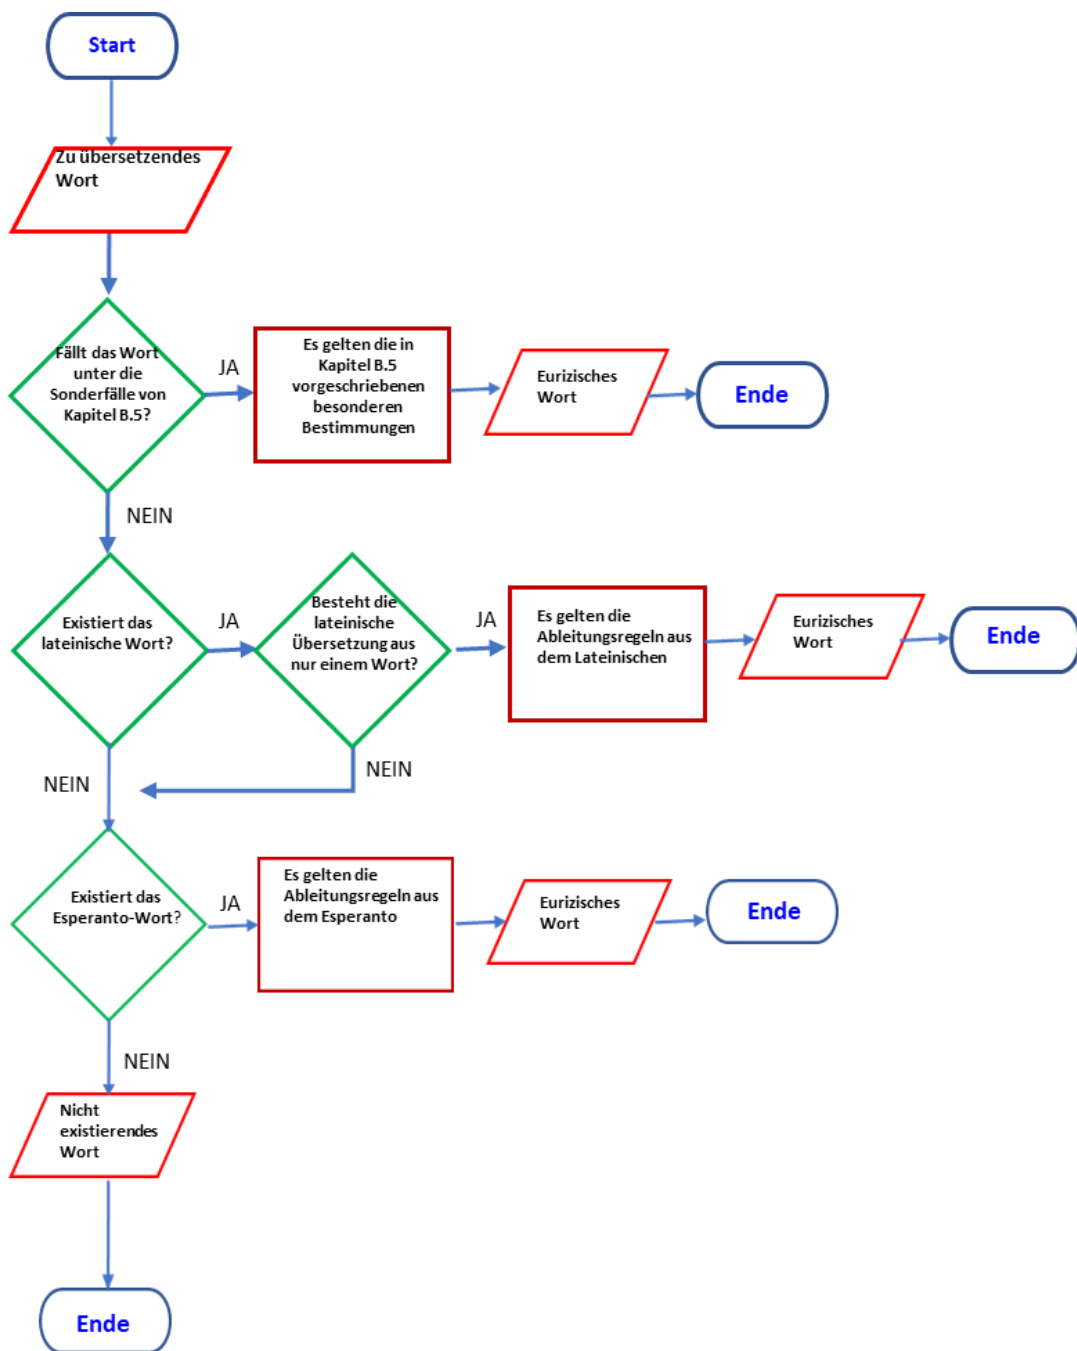 Start
Zu übersetzendes
Wort
Fällt das Wort
unter die
Sonderfälle von
Kapitel B.5?
JA
Es gelten die in
Kapitel B.5
vorgeschriebenen
besonderen
Bestimmungen
Eurizisches
Wort
Ende
NEIN
Existiert das
lateinische Wort?
JA
Besteht die
lateinische
Übersetzung aus
nur einem Wort?
JA
Es gelten die
Ableitungsregeln aus
dem Lateinischen
Eurizisches
Wort
Ende
NEIN
NEIN
Existiert das
Esperanto-Wort?
JA
Es gelten die
Ableitungsregeln aus
dem Esperanto
Eurizisches
Wort
Ende
NEIN
Nicht
existierendes
Wort
Ende